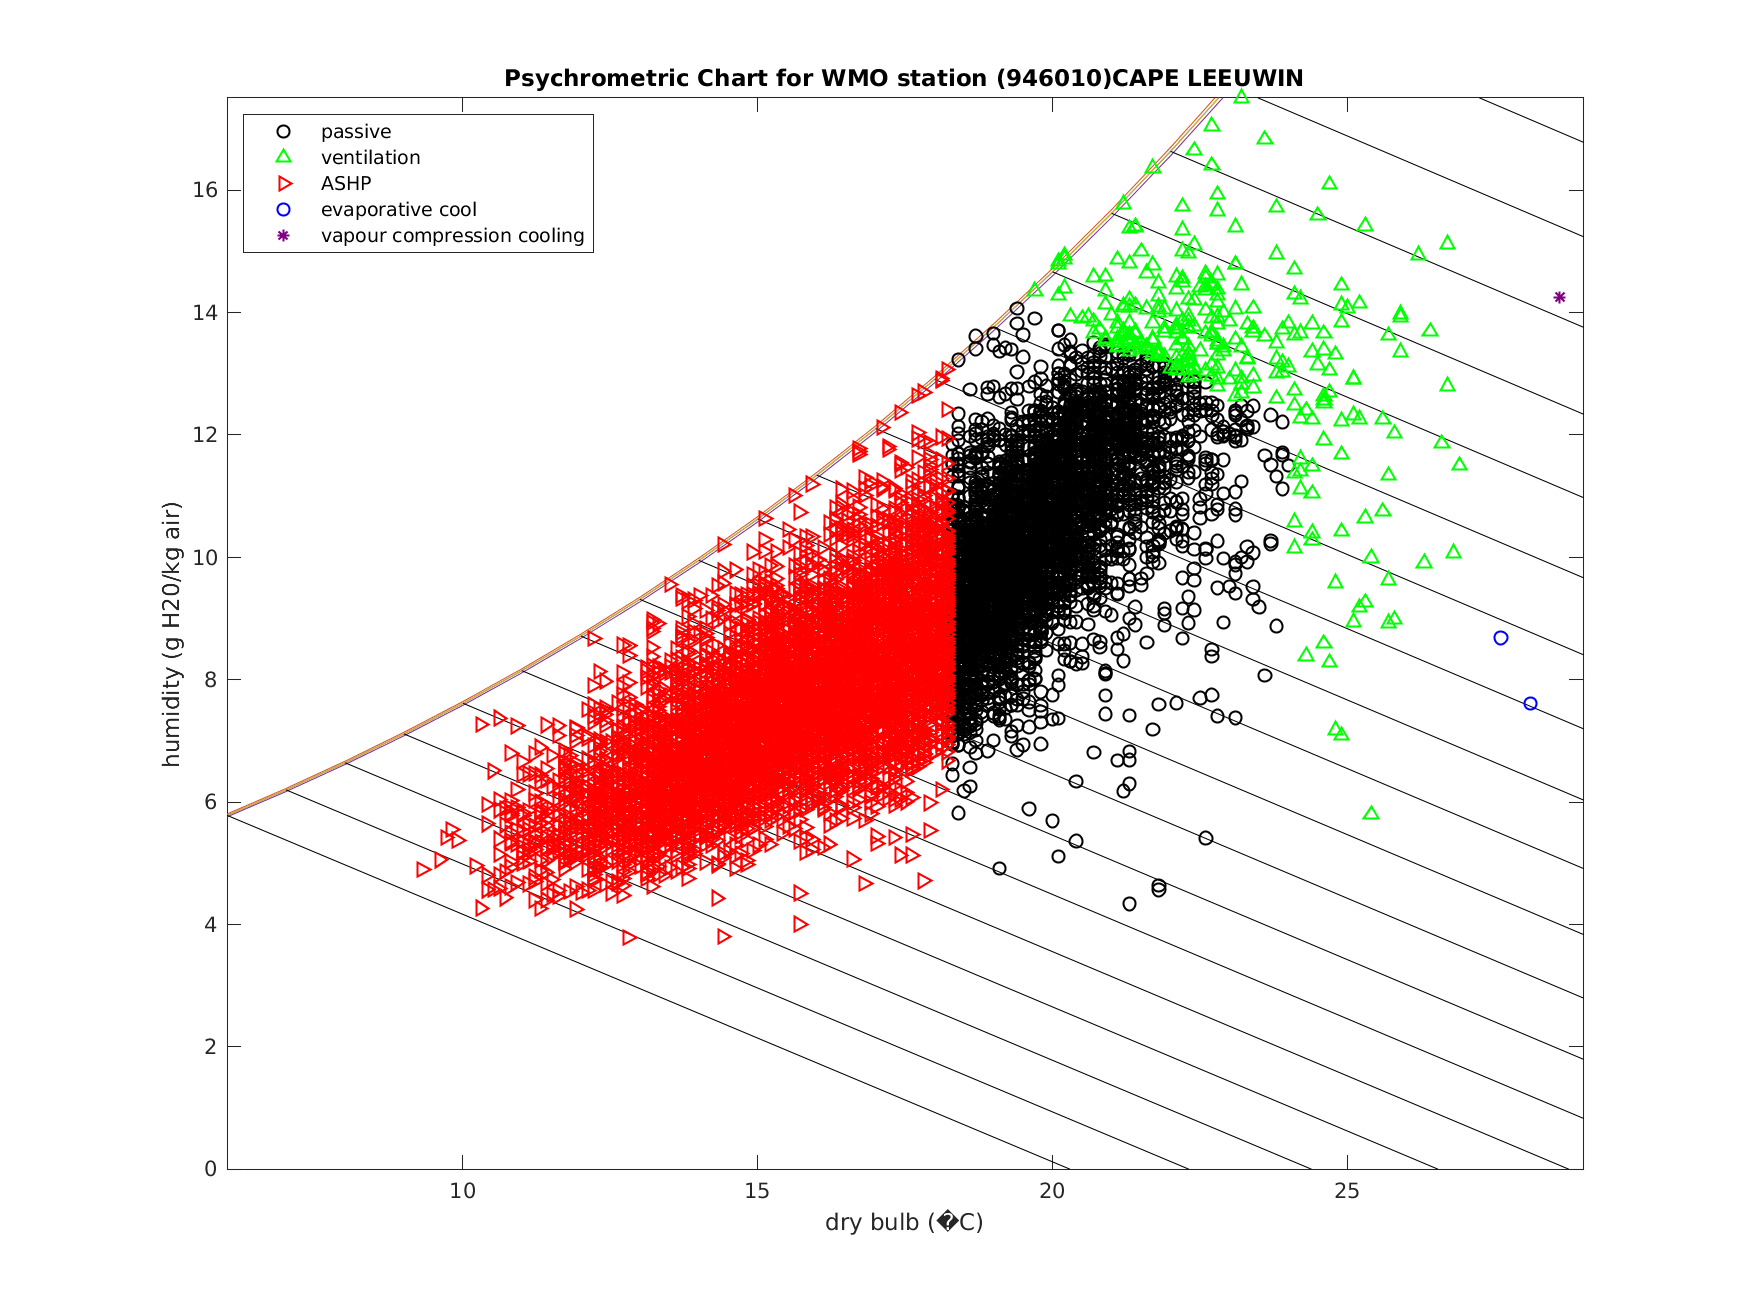 Psychrometric Chart for WMO station (946010)CAPE LEEUWIN
passive
ventilation
ASHP
evaporative cool
vapour compression cooling
humidity (g H20/kg air)
16
14
12
10
8
6
4
2
0
10
15
20
25
dry bulb (�C)